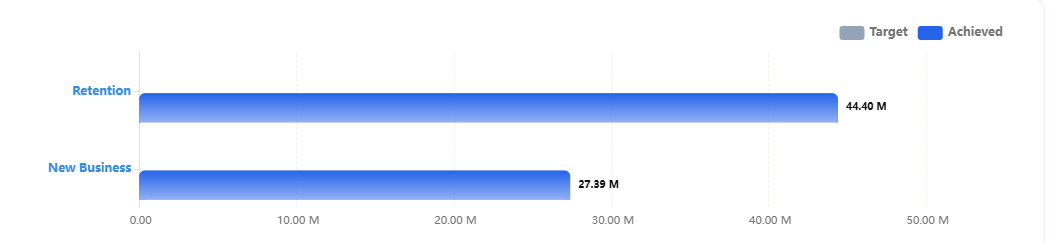 Target Achieved
Retention 44.40 M
New Business 27.39 M
0.00 10.00 M 20.00 M 30.00 M 40.00 M 50.00 M